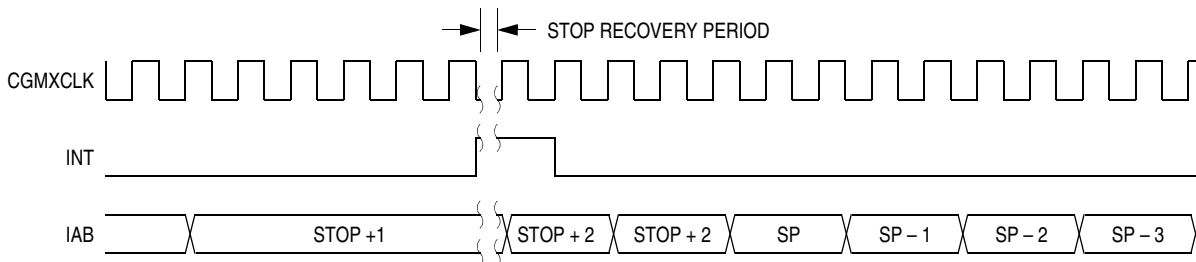 STOP RECOVERY PERIOD
CGMXCLK
INT
IAB
STOP +1
STOP + 2
STOP + 2
SP
SP – 1
SP – 2
SP – 3